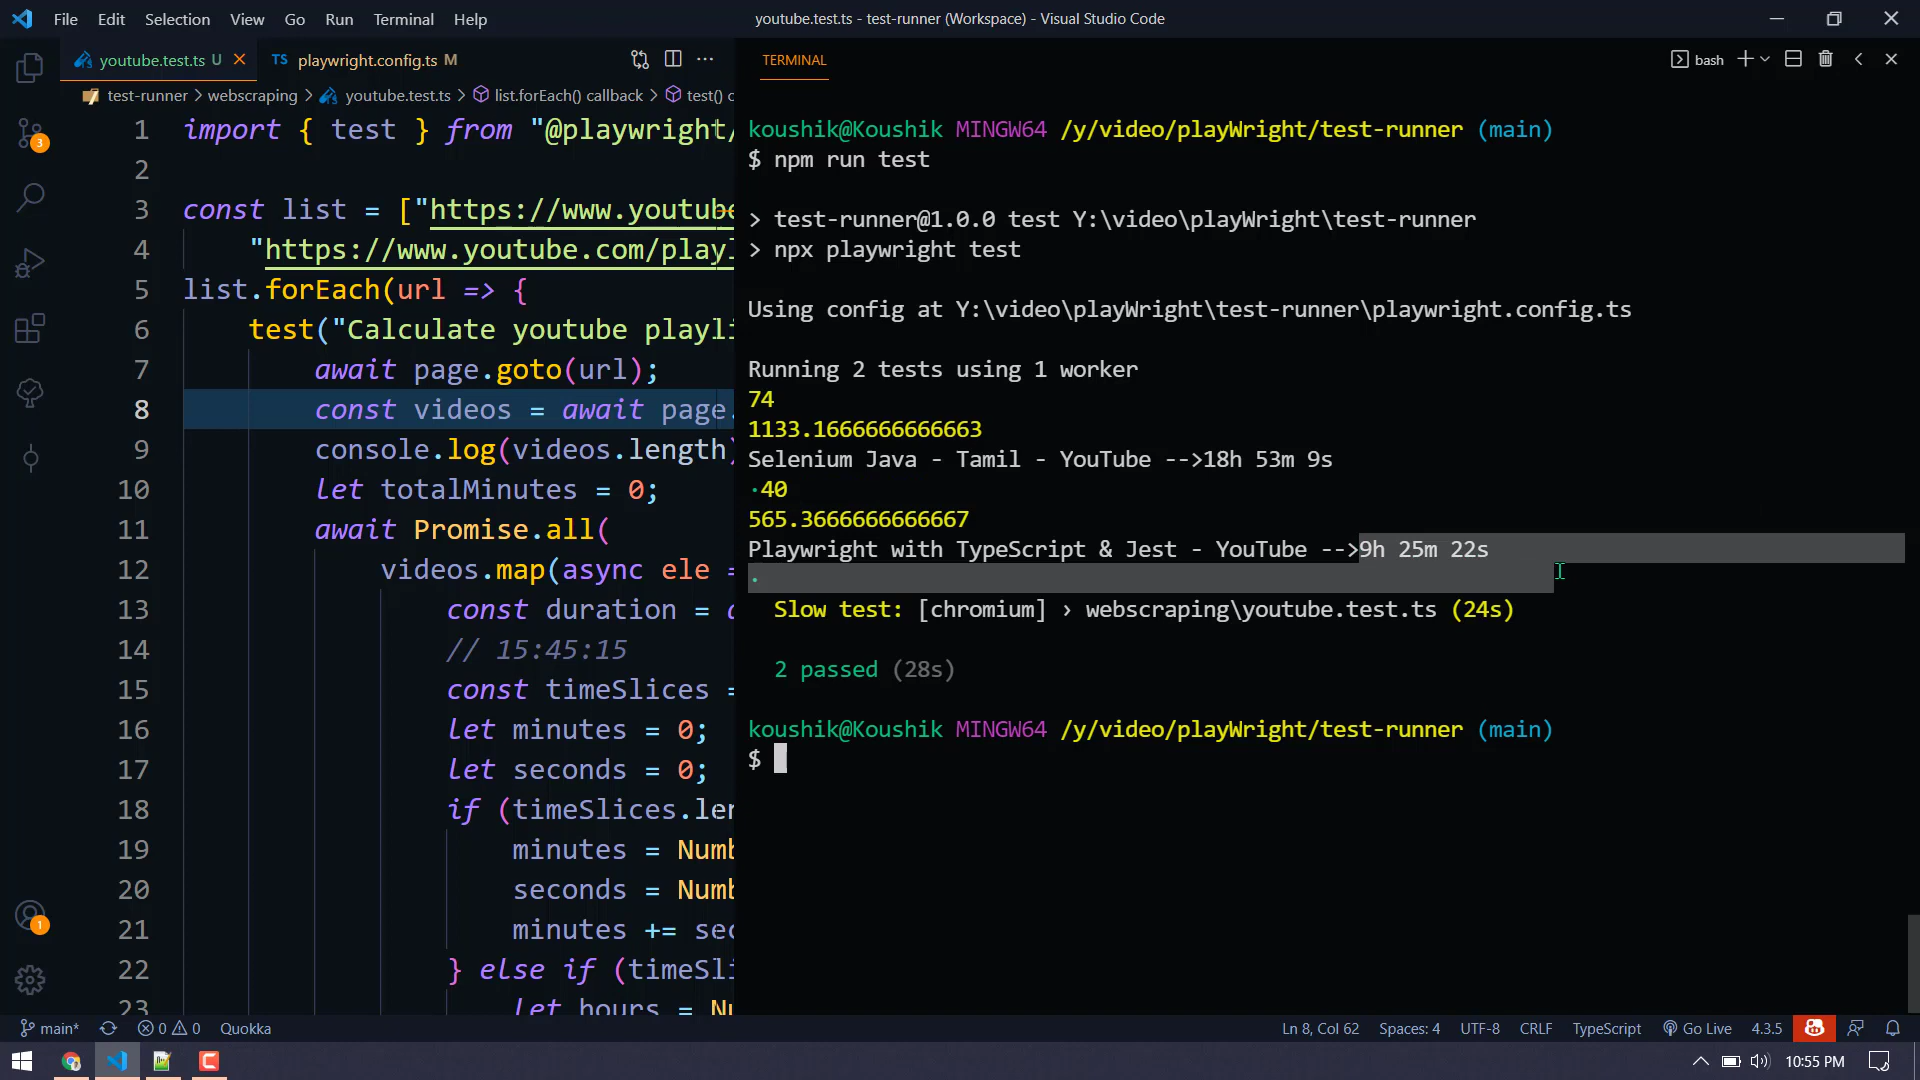 File Edit Selection View Go Run Terminal Help
youtube.test.ts - test-runner (Workspace) - Visual Studio Code
youtube.test.ts U
TS playwright.config.ts M
test-runner > webscraping > youtube.test.ts > list.forEach() callback > test() c
1 import { test } from "@playwright/
2
3 const list = ["https://www.youtube
4 "https://www.youtube.com/playl
5 list.forEach(url => {
6 test("Calculate youtube playli
7 await page.goto(url);
8 const videos = await page.
9 console.log(videos.length)
10 let totalMinutes = 0;
11 await Promise.all(
12 videos.map(async ele =
13 const duration = a
14 // 15:45:15
15 const timeSlices =
16 let minutes = 0;
17 let seconds = 0;
18 if (timeSlices.len
19 minutes = Numb
20 seconds = Numb
21 minutes += sec
22 } else if (timeSli
23 let hours = Nu
TERMINAL
bash
koushik@Koushik MINGW64 /y/video/playWright/test-runner (main)
$ npm run test
> test-runner@1.0.0 test Y:\video\playWright\test-runner
> npx playwright test
Using config at Y:\video\playWright\test-runner\playwright.config.ts
Running 2 tests using 1 worker
74
1133.1666666666663
Selenium Java - Tamil - YouTube -->18h 53m 9s
·40
565.3666666666667
Playwright with TypeScript & Jest - YouTube -->9h 25m 22s
·
Slow test: [chromium] › webscraping\youtube.test.ts (24s)
2 passed (28s)
koushik@Koushik MINGW64 /y/video/playWright/test-runner (main)
$
3
1
main* 0 0 Quokka
Ln 8, Col 62 Spaces: 4 UTF-8 CRLF TypeScript Go Live 4.3.5
10:55 PM